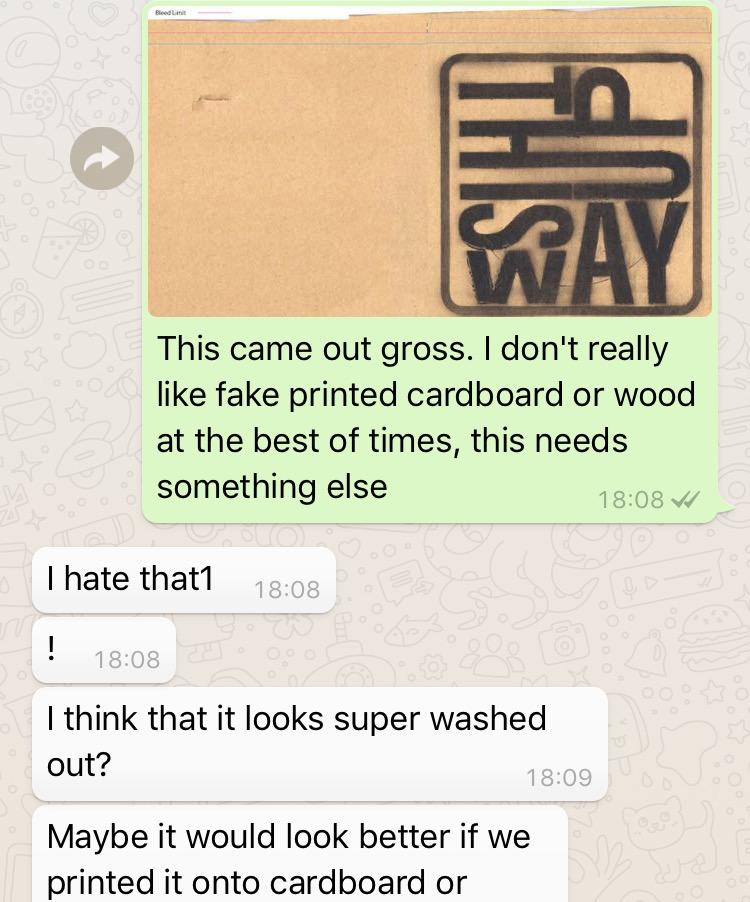 Bleed Limit
THIS
WAY
UP
This came out gross. I don't really
like fake printed cardboard or wood
at the best of times, this needs
something else
18:08
I hate that1
18:08
!
18:08
I think that it looks super washed
out?
18:09
Maybe it would look better if we
printed it onto cardboard or